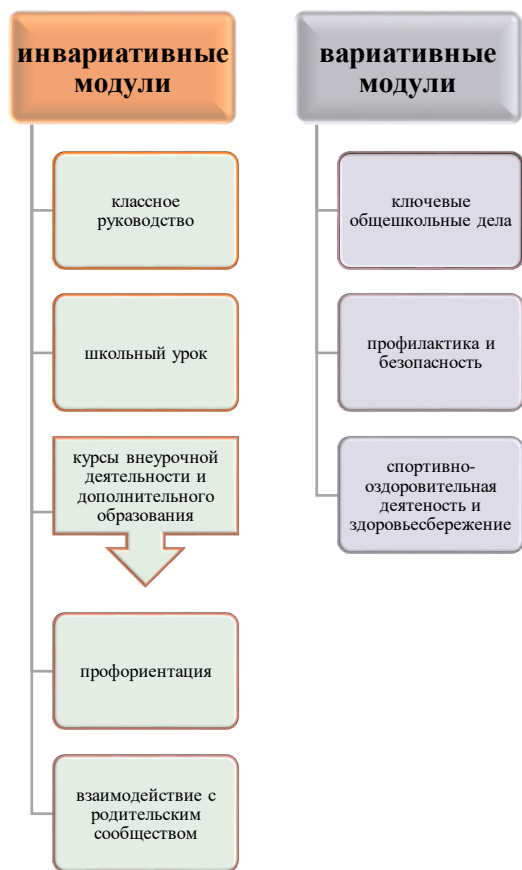 инвариативные
модули
классное
руководство
школьный урок
курсы внеурочной
деятельности и
дополнительного
образования
профориентация
взаимодействие с
родительским
сообществом
вариативные
модули
ключевые
общешкольные дела
профилактика и
безопасность
спортивно-
оздоровительная
деятеность и
здоровьесбережение